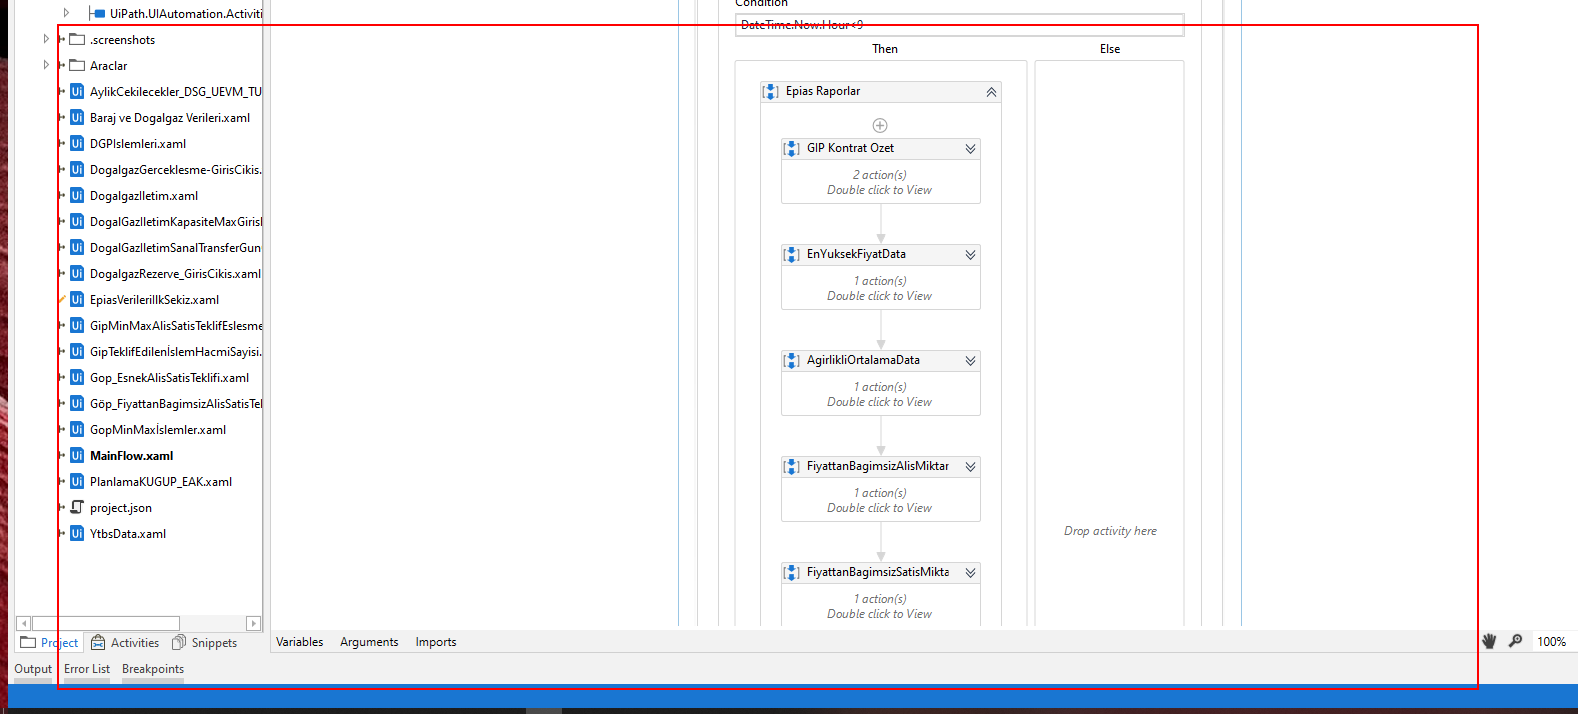 UiPath.UIAutomation.Activiti
.screenshots
Araclar
AylikCekilecekler_DSG_UEVM_TU
Baraj ve Dogalgaz Verileri.xaml
DGPIslemleri.xaml
DogalgazGerceklesme-GirisCikis.
DogalgazIletim.xaml
DogalGazIletimKapasiteMaxGirisl
DogalGazIletimSanalTransferGun
DogalgazRezerve_GirisCikis.xaml
EpiasVerilerilIkSekiz.xaml
GipMinMaxAlisSatisTeklifEslesme
GipTeklifEdilenİslemHacmiSayisi.
Gop_EsnekAlisSatisTeklifi.xaml
Göp_FiyattanBagimsizAlisSatisTel
GopMinMaxİslemler.xaml
MainFlow.xaml
PlanlamaKUGUP_EAK.xaml
project.json
YtbsData.xaml
Project
Activities
Snippets
Output
Error List
Breakpoints
Condition
DateTime.Now.Hour<9
Then
Else
Epias Raporlar
GIP Kontrat Ozet
2 action(s)
Double click to View
EnYuksekFiyatData
1 action(s)
Double click to View
AgirlikliOrtalamaData
1 action(s)
Double click to View
FiyattanBagimsizAlisMiktar
1 action(s)
Double click to View
FiyattanBagimsizSatisMikta
1 action(s)
Double click to View
Drop activity here
Variables
Arguments
Imports
100%